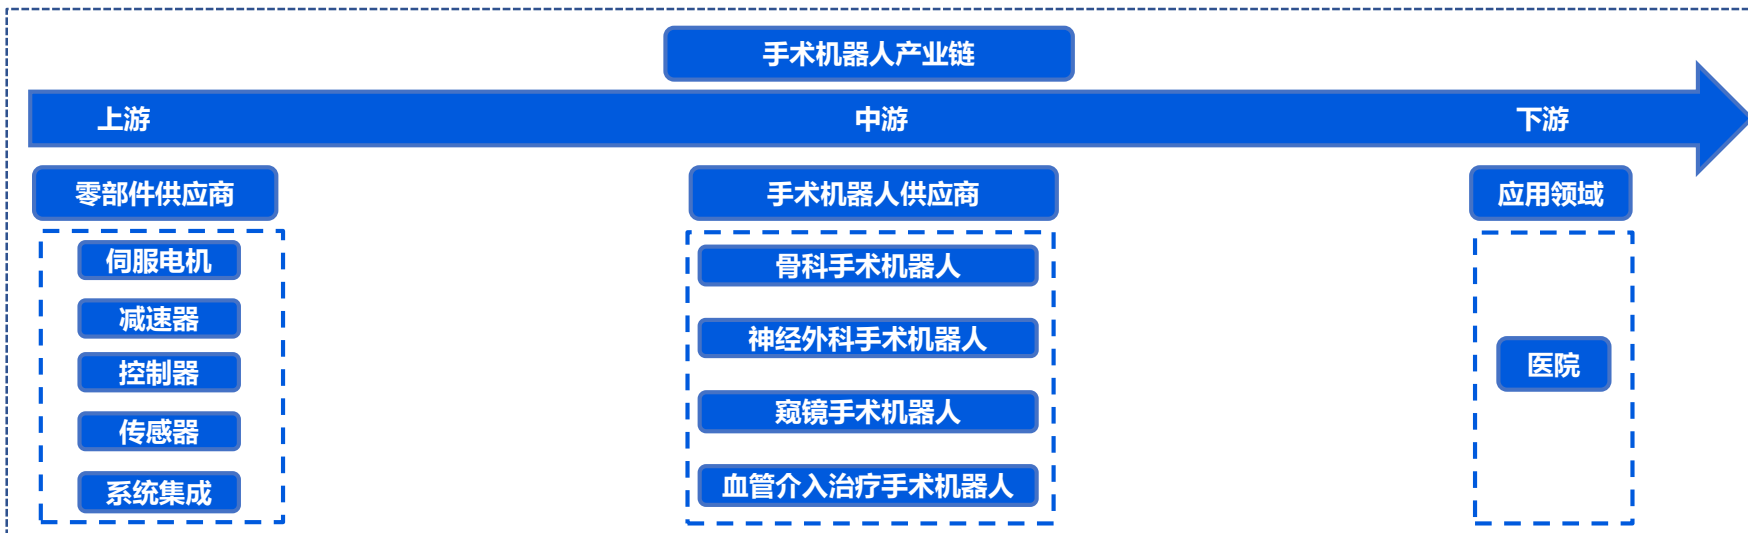 手术机器人产业链
上游
中游
下游
零部件供应商
手术机器人供应商
应用领域
伺服电机
减速器
控制器
传感器
系统集成
骨科手术机器人
神经外科手术机器人
窥镜手术机器人
血管介入治疗手术机器人
医院